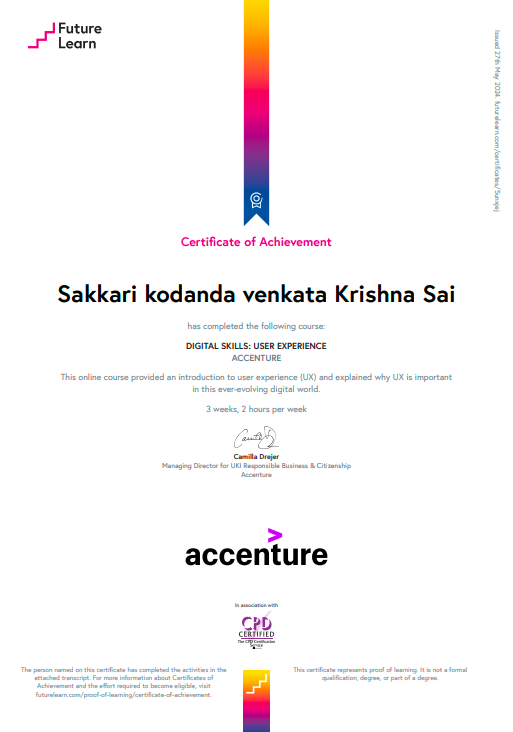 Future
Learn
Issued 27th May 2024. futurelearn.com/certificates/5unxjej
Certificate of Achievement
Sakkari kodanda venkata Krishna Sai
has completed the following course:
DIGITAL SKILLS: USER EXPERIENCE
ACCENTURE
This online course provided an introduction to user experience (UX) and explained why UX is important
in this ever-evolving digital world.
3 weeks, 2 hours per week
Camilla Drejer
Managing Director for UKI Responsible Business & Citizenship
Accenture
accenture
In association with
CPD
CERTIFIED
The CPD Certification
Service
The person named on this certificate has completed the activities in the
attached transcript. For more information about Certificates of
Achievement and the effort required to become eligible, visit
futurelearn.com/proof-of-learning/certificate-of-achievement.
This certificate represents proof of learning. It is not a formal
qualification, degree, or part of a degree.